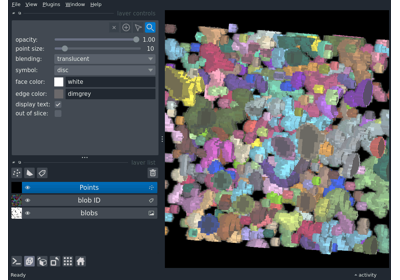 File View Plugins Window Help
layer controls
opacity: 1.00
point size: 10
blending: translucent
symbol: disc
face color: white
edge color: dimgrey
display text:
out of slice:
layer list
Points
blob ID
blobs
Ready
activity